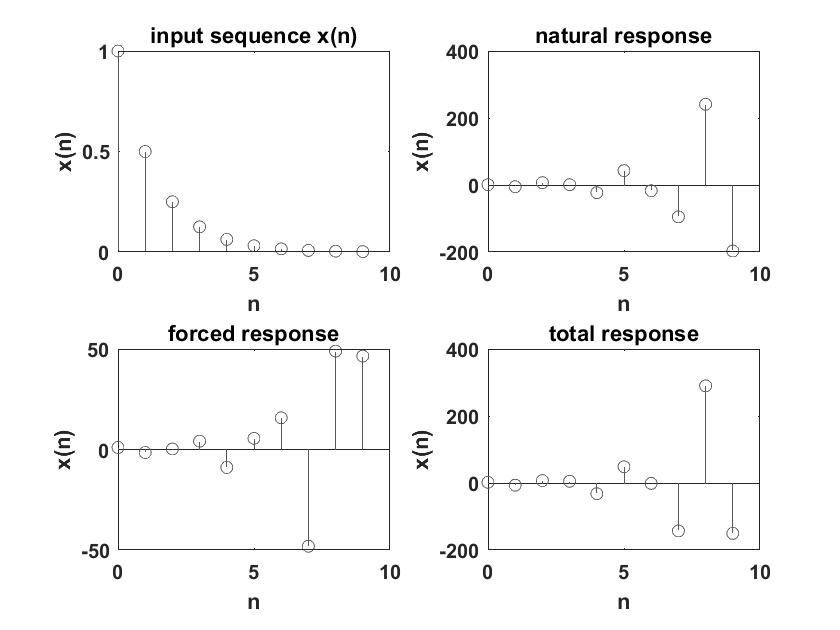 input sequence x(n)
x(n)
1
0.5
0
0
5
10
n
natural response
x(n)
400
200
0
-200
0
5
10
n
forced response
x(n)
50
0
-50
0
5
10
n
total response
x(n)
400
200
0
-200
0
5
10
n